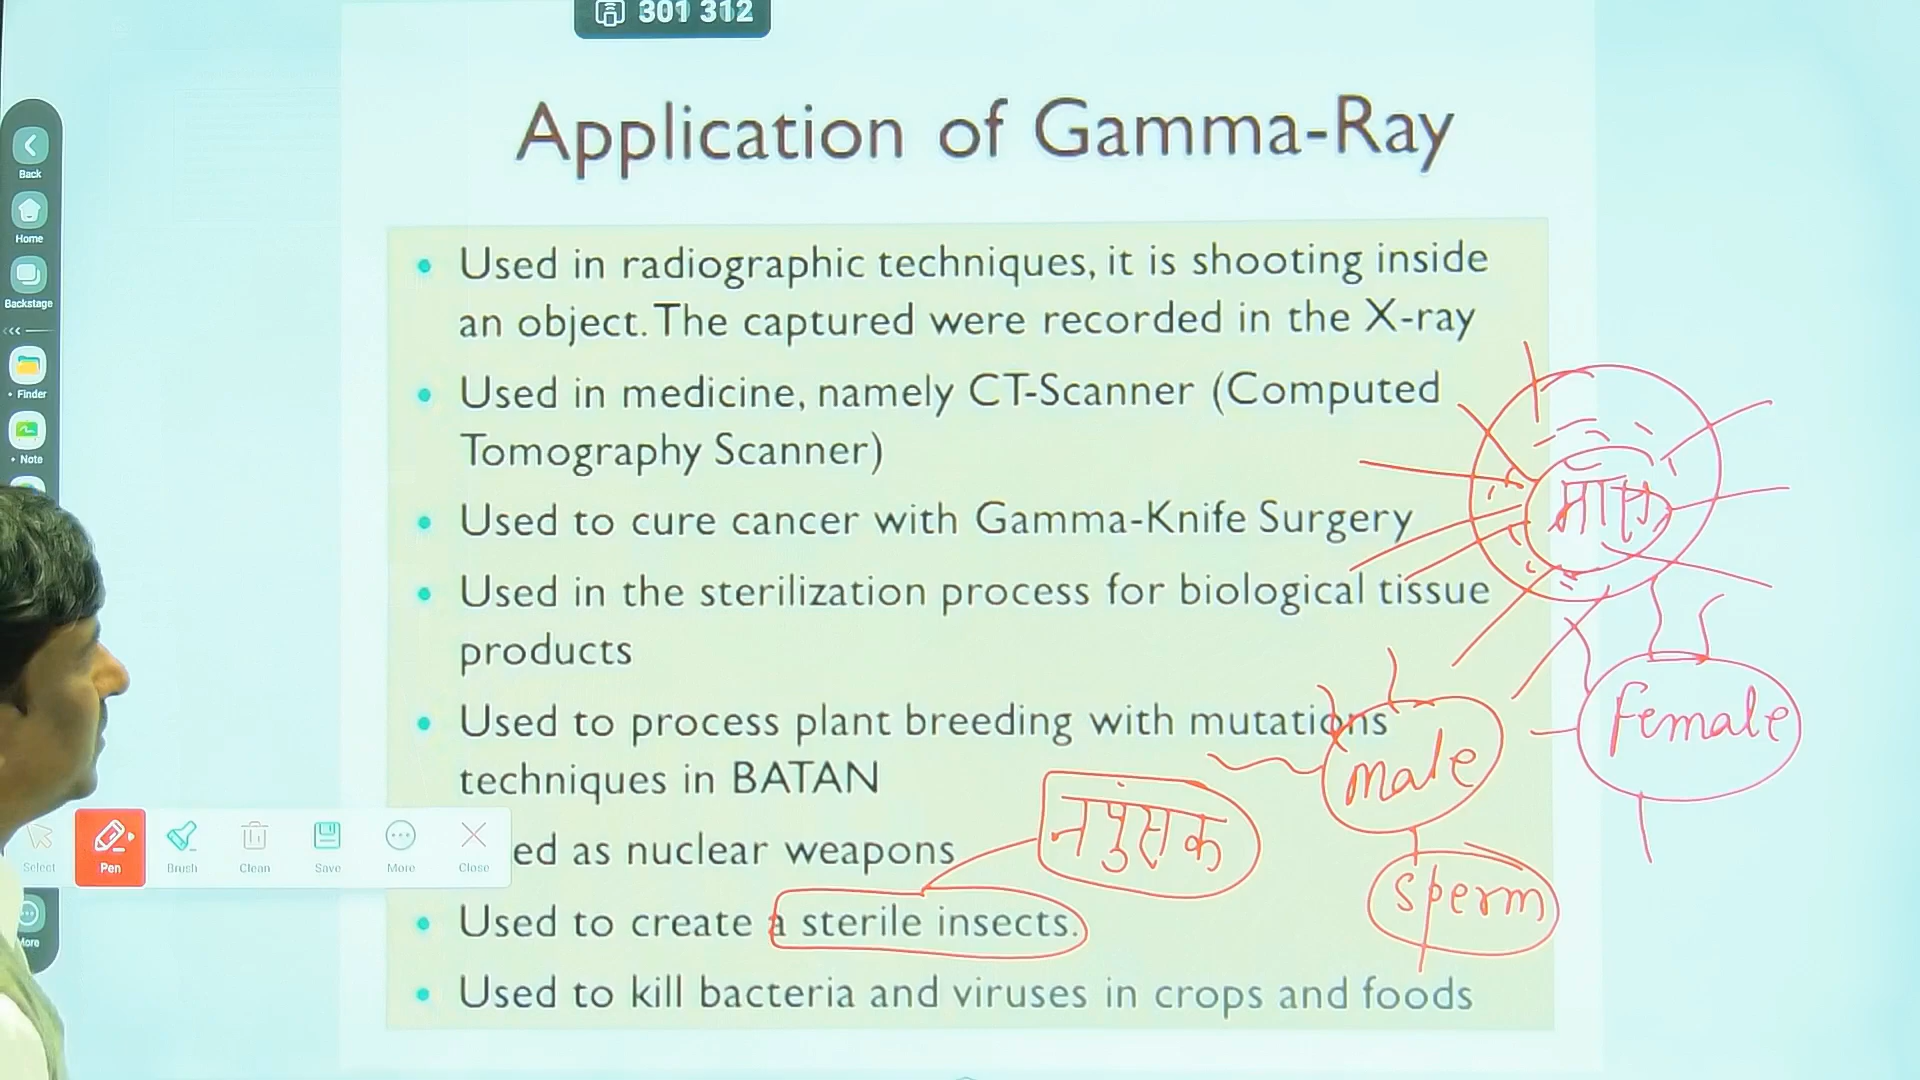 301 312
Application of Gamma-Ray
Back
Home
Backstage
Finder
Note
• Used in radiographic techniques, it is shooting inside
an object. The captured were recorded in the X-ray
• Used in medicine, namely CT-Scanner (Computed
Tomography Scanner)
• Used to cure cancer with Gamma-Knife Surgery
• Used in the sterilization process for biological tissue
products
• Used to process plant breeding with mutations
techniques in BATAN
ed as nuclear weapons
• Used to create a sterile insects.
• Used to kill bacteria and viruses in crops and foods
Female
Male
नपुंसक
Sperm
Select
Pen
Brush
Clean
Save
More
Close